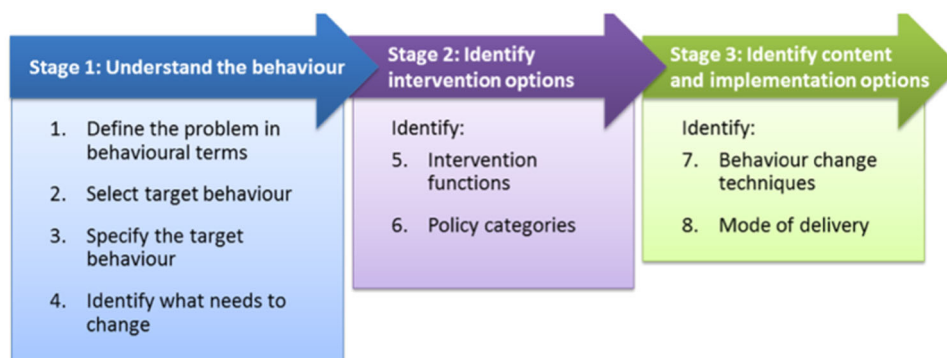 Stage 1: Understand the behaviour
1. Define the problem in
behavioural terms
2. Select target behaviour
3. Specify the target
behaviour
4. Identify what needs to
change
Stage 2: Identify
intervention options
Identify:
5. Intervention
functions
6. Policy categories
Stage 3: Identify content
and implementation options
Identify:
7. Behaviour change
techniques
8. Mode of delivery